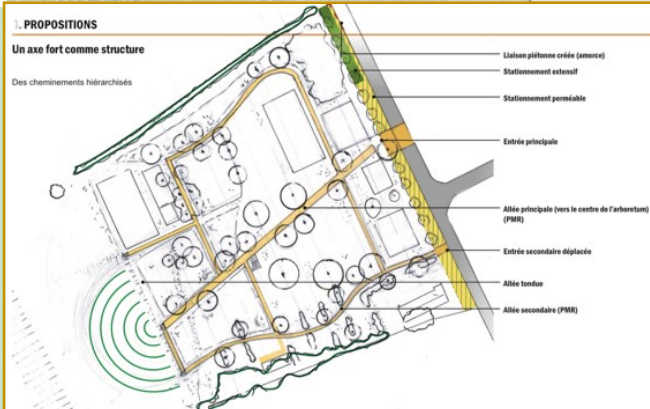 1. PROPOSITIONS
Un axe fort comme structure
Des cheminements hiérarchisés
Liaison piétonne créée (amorce)
Stationnement extensif
Stationnement perméable
Entrée principale
Allée principale (vers le centre de l'arboretum)
(PMR)
Entrée secondaire déplacée
Allée tondue
Allée secondaire (PMR)